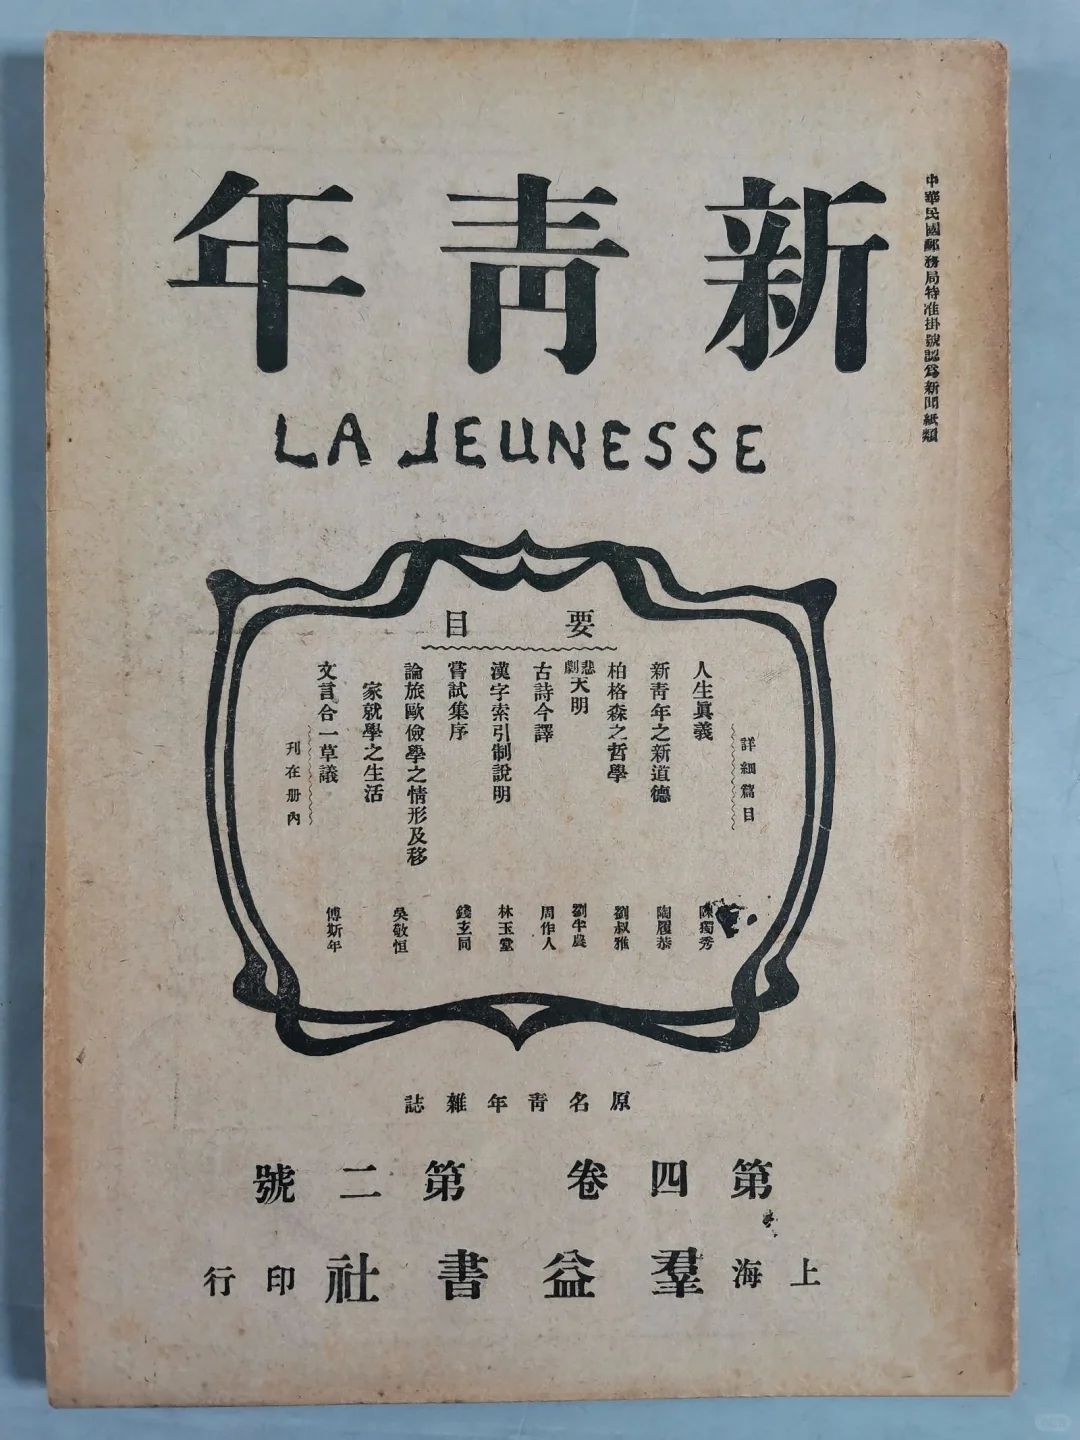 中華民國郵務局特准掛號認爲新聞紙類
新靑年
LA JEUNESSE
要目
詳細篇目
人生眞義 陳獨秀
新靑年之新道德 陶履恭
柏格森之哲學 劉叔雅
悲劇天明 劉半農
古詩今譯 周作人
漢字索引制說明 林玉堂
嘗試集序 錢玄同
論旅歐儉學之情形及移
家就學之生活 吳敬恒
文言合一草議 傅斯年
刊在册內
原名靑年雜誌
第四卷 第二號
上海羣益書社印行